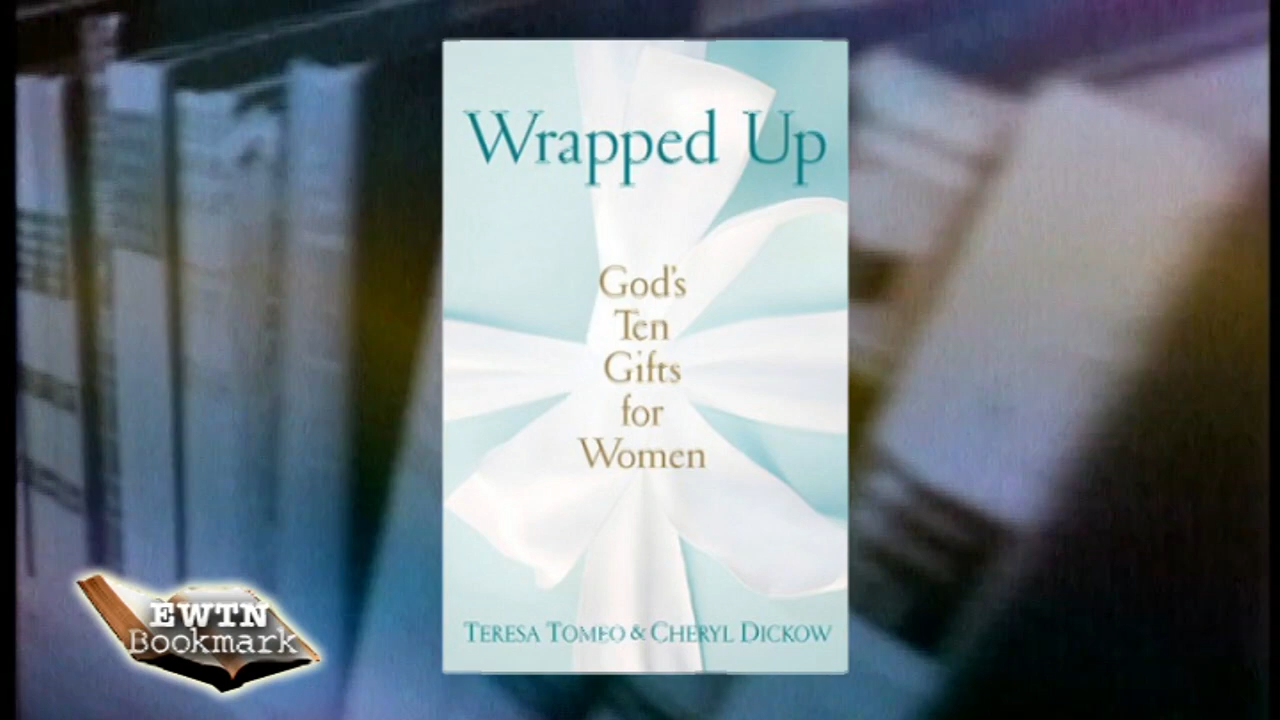 Wrapped Up
God's
Ten
Gifts
for
Women
TERESA TOMEO & CHERYL DICKOW
EWTN
Bookmark